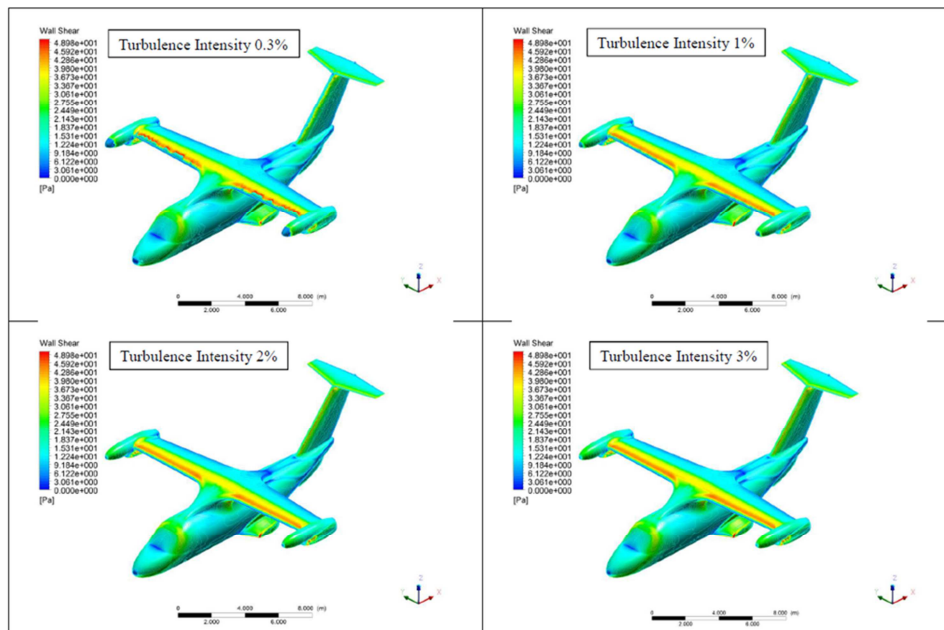 Wall Shear
4.898e+001
4.592e+001
4.286e+001
3.980e+001
3.673e+001
3.367e+001
3.061e+001
2.755e+001
2.449e+001
2.143e+001
1.837e+001
1.531e+001
1.224e+001
9.184e+000
6.122e+000
3.061e+000
0.000e+000
[Pa]
Turbulence Intensity 0.3%
0 4.000 8.000 (m)
2.000 6.000
Z
Y X
Wall Shear
4.898e+001
4.592e+001
4.286e+001
3.980e+001
3.673e+001
3.367e+001
3.061e+001
2.755e+001
2.449e+001
2.143e+001
1.837e+001
1.531e+001
1.224e+001
9.184e+000
6.122e+000
3.061e+000
0.000e+000
[Pa]
Turbulence Intensity 1%
0 4.000 8.000 (m)
2.000 6.000
Z
Y X
Wall Shear
4.898e+001
4.592e+001
4.286e+001
3.980e+001
3.673e+001
3.367e+001
3.061e+001
2.755e+001
2.449e+001
2.143e+001
1.837e+001
1.531e+001
1.224e+001
9.184e+000
6.122e+000
3.061e+000
0.000e+000
[Pa]
Turbulence Intensity 2%
0 4.000 8.000 (m)
2.000 6.000
Z
Y X
Wall Shear
4.898e+001
4.592e+001
4.286e+001
3.980e+001
3.673e+001
3.367e+001
3.061e+001
2.755e+001
2.449e+001
2.143e+001
1.837e+001
1.531e+001
1.224e+001
9.184e+000
6.122e+000
3.061e+000
0.000e+000
[Pa]
Turbulence Intensity 3%
0 4.000 8.000 (m)
2.000 6.000
Z
Y X